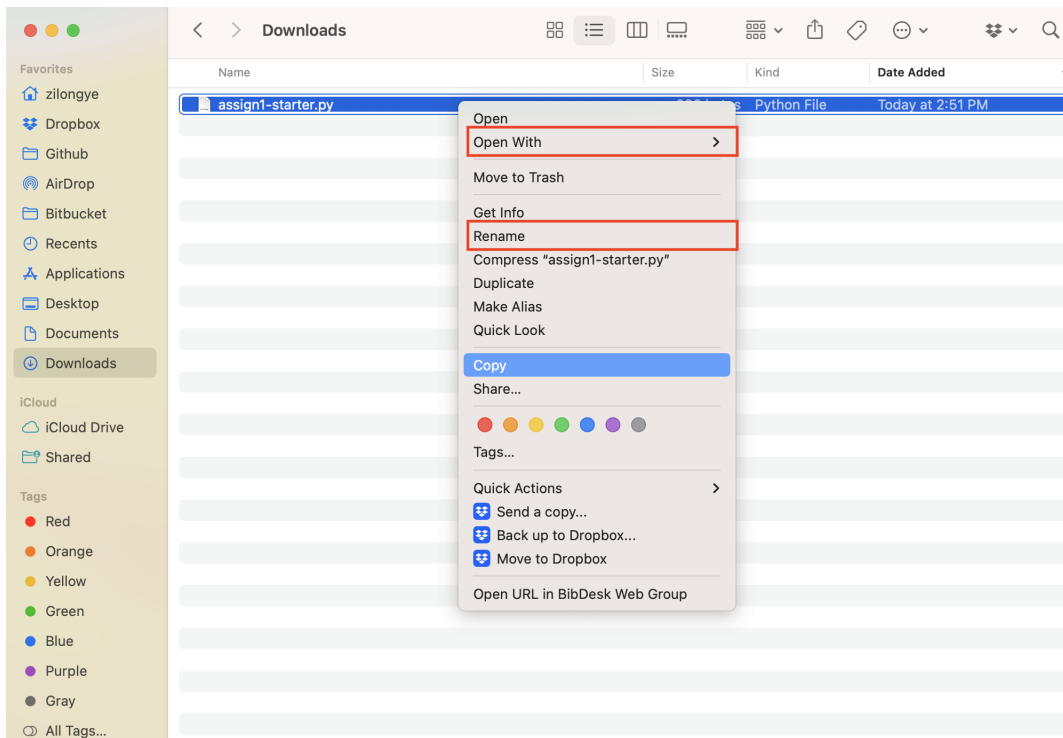 Downloads
Favorites
zilongye
Dropbox
Github
AirDrop
Bitbucket
Recents
Applications
Desktop
Documents
Downloads
iCloud
iCloud Drive
Shared
Tags
Red
Orange
Yellow
Green
Blue
Purple
Gray
All Tags...
Name Size Kind Date Added
assign1-starter.py Python File Today at 2:51 PM
Open
Open With
Move to Trash
Get Info
Rename
Compress “assign1-starter.py”
Duplicate
Make Alias
Quick Look
Copy
Share...
Tags...
Quick Actions
Send a copy...
Back up to Dropbox...
Move to Dropbox
Open URL in BibDesk Web Group